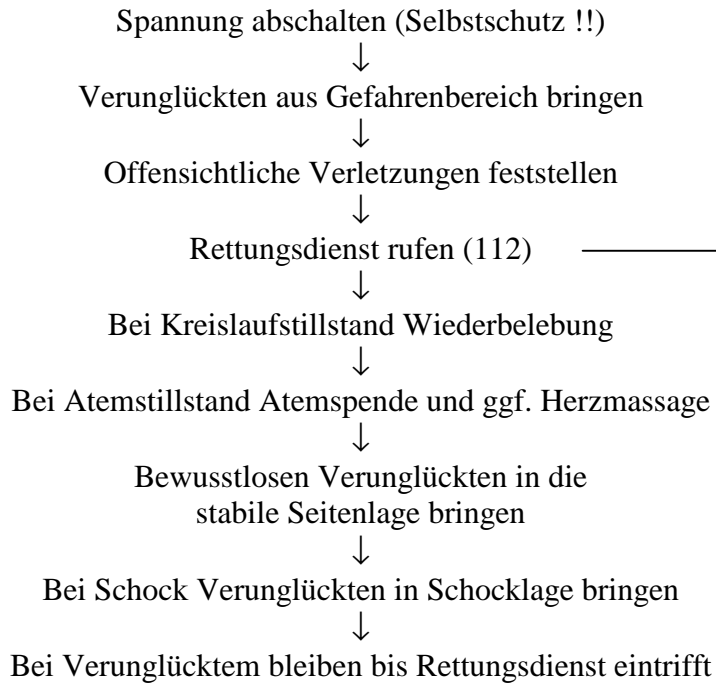 Spannung abschalten (Selbstschutz !!)
↓
Verunglückten aus Gefahrenbereich bringen
↓
Offensichtliche Verletzungen feststellen
↓
Rettungsdienst rufen (112)
↓
Bei Kreislaufstillstand Wiederbelebung
↓
Bei Atemstillstand Atemspende und ggf. Herzmassage
↓
Bewusstlosen Verunglückten in die
stabile Seitenlage bringen
↓
Bei Schock Verunglückten in Schocklage bringen
↓
Bei Verunglücktem bleiben bis Rettungsdienst eintrifft